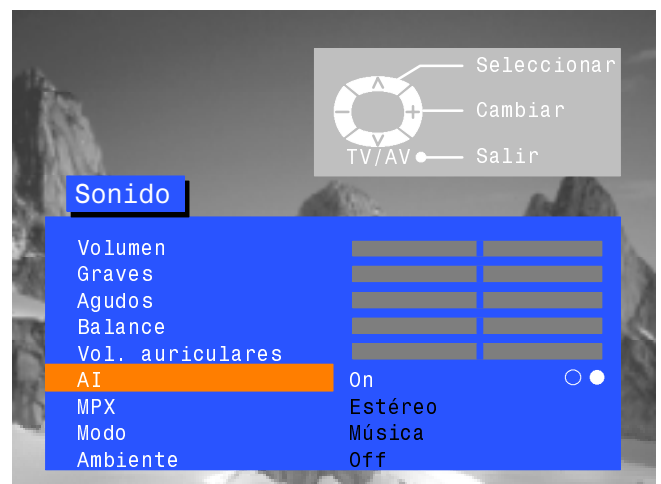 Seleccionar
Cambiar
TV/AV Salir
Sonido
Volumen
Graves
Agudos
Balance
Vol. auriculares
AI On
MPX Estéreo
Modo Música
Ambiente Off